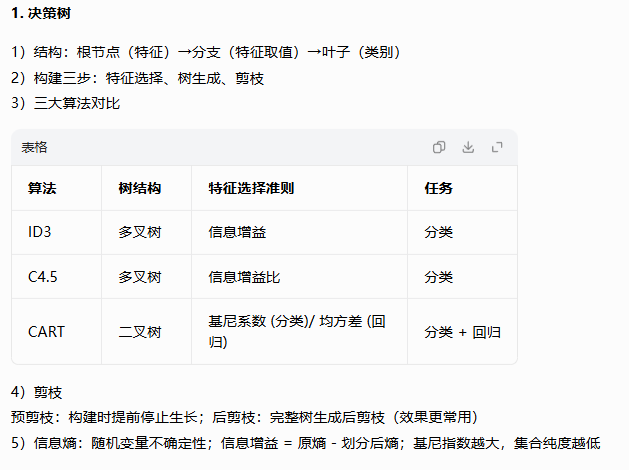 1. 决策树
1）结构：根节点（特征）→分支（特征取值）→叶子（类别）
2）构建三步：特征选择、树生成、剪枝
3）三大算法对比
表格
算法 树结构 特征选择准则 任务
ID3 多叉树 信息增益 分类
C4.5 多叉树 信息增益比 分类
CART 二叉树 基尼系数 (分类)/ 均方差 (回
归) 分类 + 回归
4）剪枝
预剪枝：构建时提前停止生长；后剪枝：完整树生成后剪枝（效果更常用）
5）信息熵：随机变量不确定性；信息增益 = 原熵 - 划分后熵；基尼指数越大，集合纯度越低